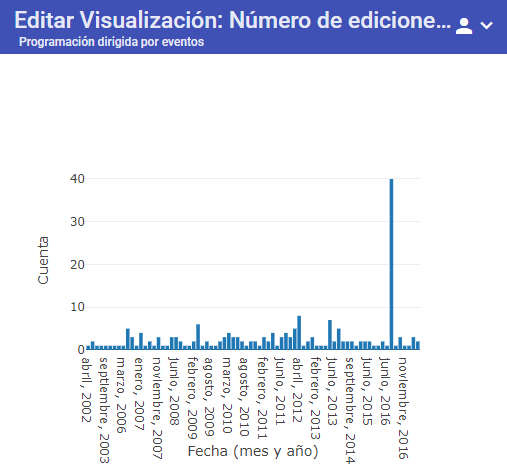 Editar Visualización: Número de edicione...
Programación dirigida por eventos
40
30
20
10
0
Cuenta
abril, 2002
septiembre, 2003
marzo, 2006
enero, 2007
noviembre, 2007
junio, 2008
febrero, 2009
agosto, 2009
marzo, 2010
agosto, 2010
febrero, 2011
junio, 2011
abril, 2012
febrero, 2013
junio, 2013
septiembre, 2014
junio, 2015
junio, 2016
noviembre, 2016
Fecha (mes y año)